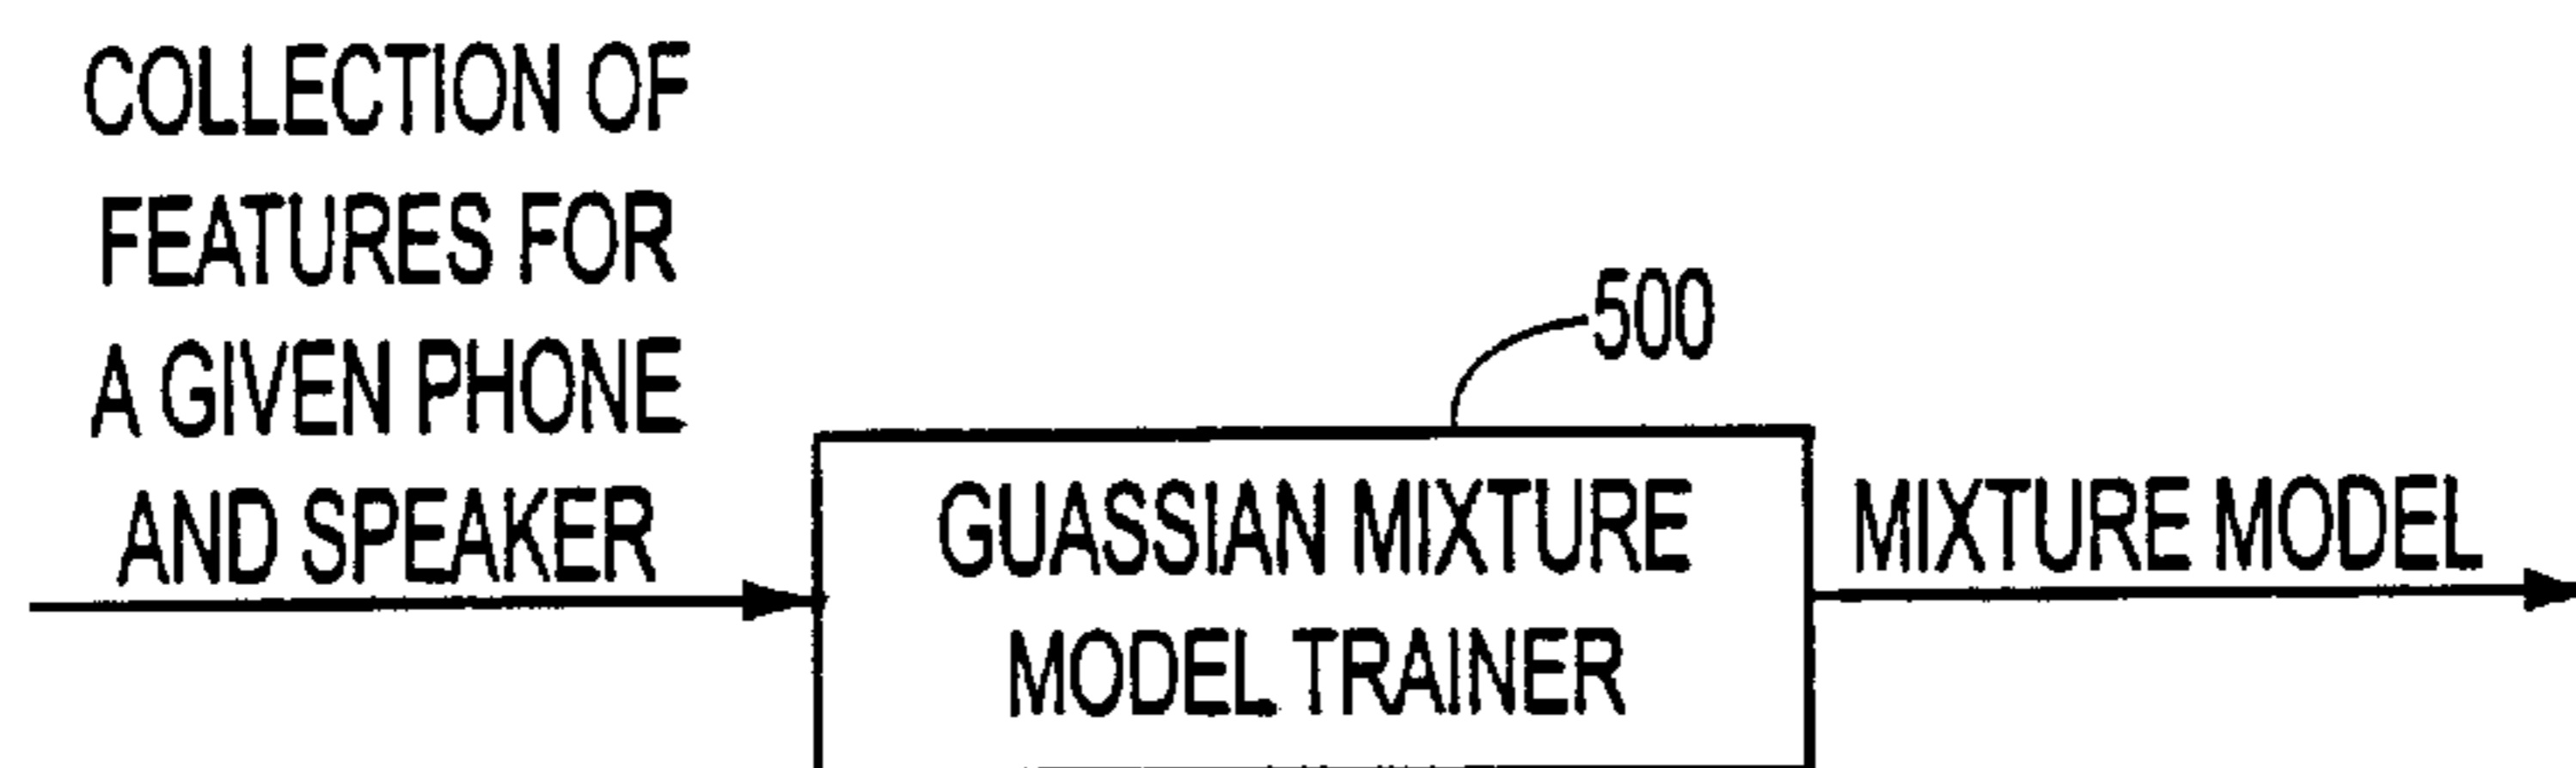 COLLECTION OF
FEATURES FOR
A GIVEN PHONE
AND SPEAKER
500
GUASSIAN MIXTURE
MODEL TRAINER
MIXTURE MODEL